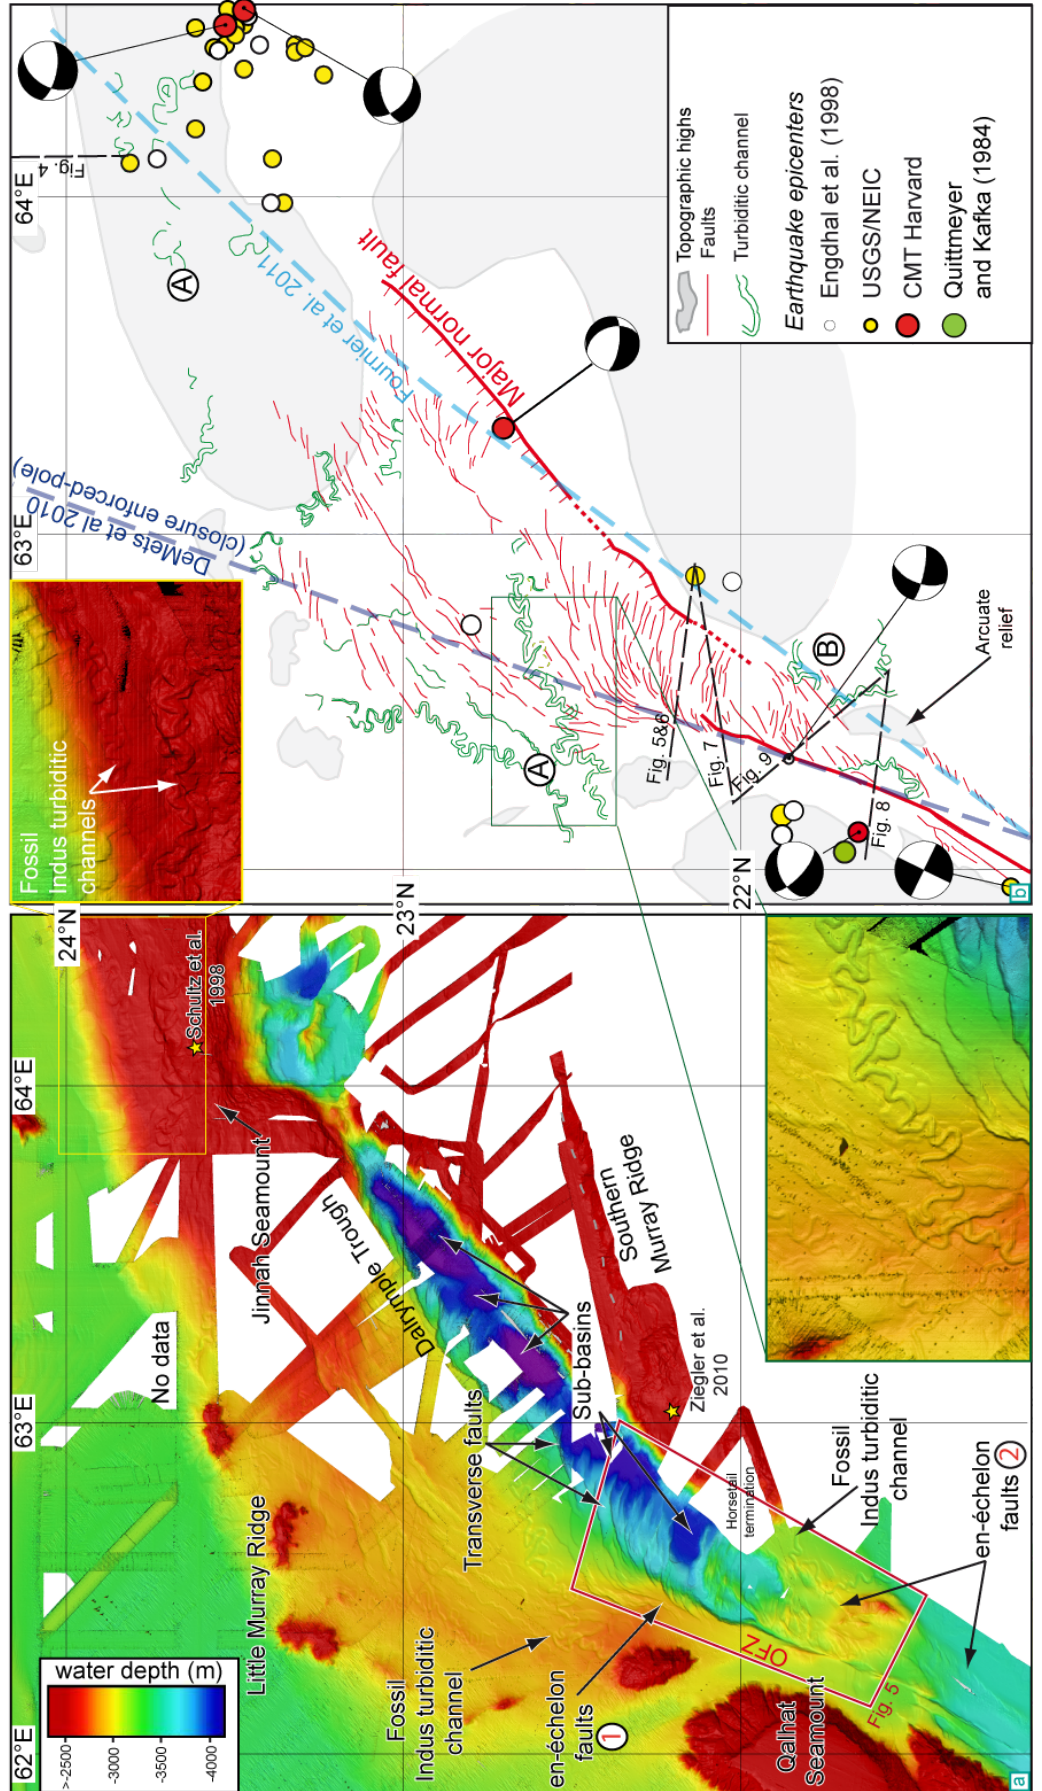 62°E
63°E
64°E
24°N
23°N
22°N
water depth (m)
>-2500
-3000
-3500
-4000
No data
Little Murray Ridge
Jinnah Seamount
Schultz et al.
1998
Dalrymple Trough
Transverse faults
Fossil
Indus turbiditic
channel
en-échelon
faults
1
Sub-basins
Southern
Murray Ridge
Ziegler et al.
2010
OFZ
Qalhat
Seamount
Horsetail
termination
Fossil
Indus turbiditic
channel
en-échelon
faults 2
Fig. 5
a
63°E
64°E
Fossil
Indus turbiditic
channels
DeMets et al 2010
(closure enforced-pole)
Fournier et al. 2011
Major normal fault
Fig. 4
A
A
B
Fig. 5&6
Fig. 7
Fig. 9
Fig. 8
Arcuate
relief
Topographic highs
Faults
Turbiditic channel
Earthquake epicenters
Engdhal et al. (1998)
USGS/NEIC
CMT Harvard
Quittmeyer
and Kafka (1984)
b